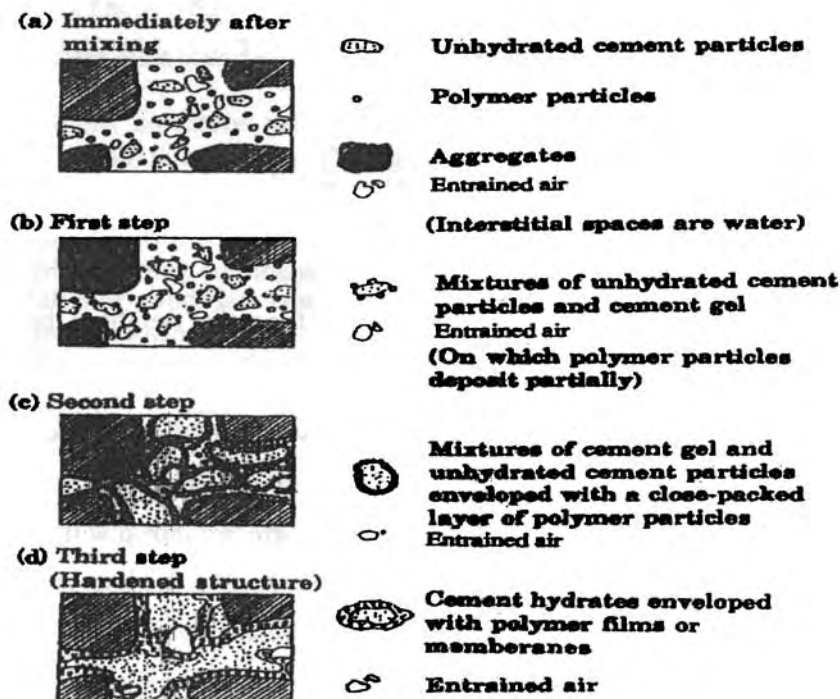 (a) Immediately after
mixing
Unhydrated cement particles
Polymer particles
Aggregates
Entrained air
(Interstitial spaces are water)
(b) First step
Mixtures of unhydrated cement
particles and cement gel
Entrained air
(On which polymer particles
deposit partially)
(c) Second step
Mixtures of cement gel and
unhydrated cement particles
enveloped with a close-packed
layer of polymer particles
Entrained air
(d) Third step
(Hardened structure)
Cement hydrates enveloped
with polymer films or
memberanes
Entrained air